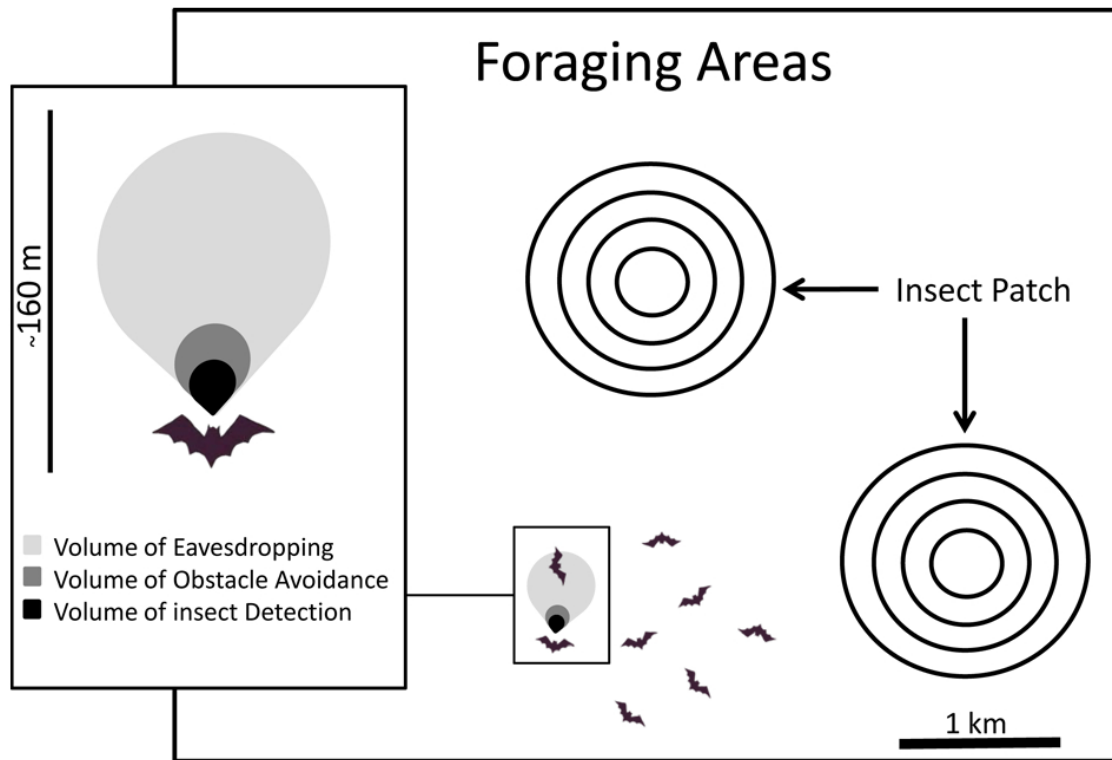 Foraging Areas
~160 m
Volume of Eavesdropping
Volume of Obstacle Avoidance
Volume of insect Detection
Insect Patch
1 km